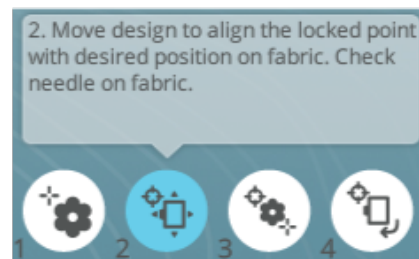 2. Move design to align the locked point
with desired position on fabric. Check
needle on fabric.
1 2 3 4